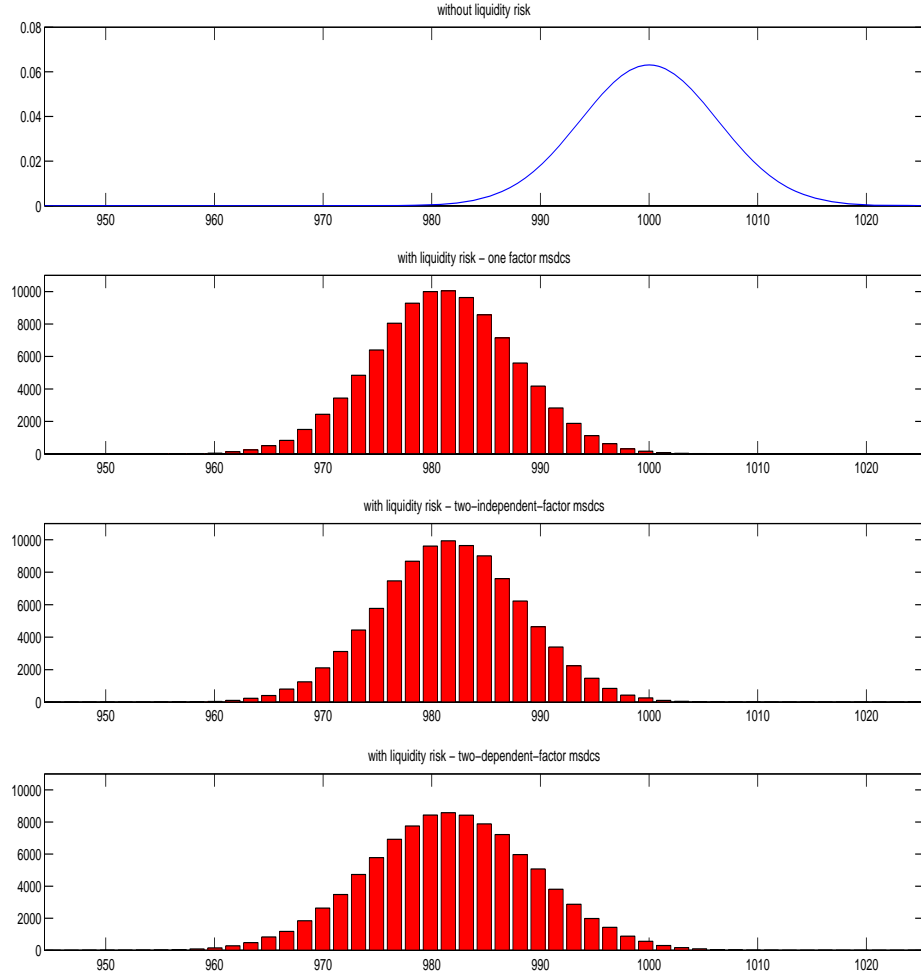 without liquidity risk
0.08
0.06
0.04
0.02
0
950 960 970 980 990 1000 1010 1020
with liquidity risk − one factor msdcs
10000
8000
6000
4000
2000
0
950 960 970 980 990 1000 1010 1020
with liquidity risk − two−independent−factor msdcs
10000
8000
6000
4000
2000
0
950 960 970 980 990 1000 1010 1020
with liquidity risk − two−dependent−factor msdcs
10000
8000
6000
4000
2000
0
950 960 970 980 990 1000 1010 1020